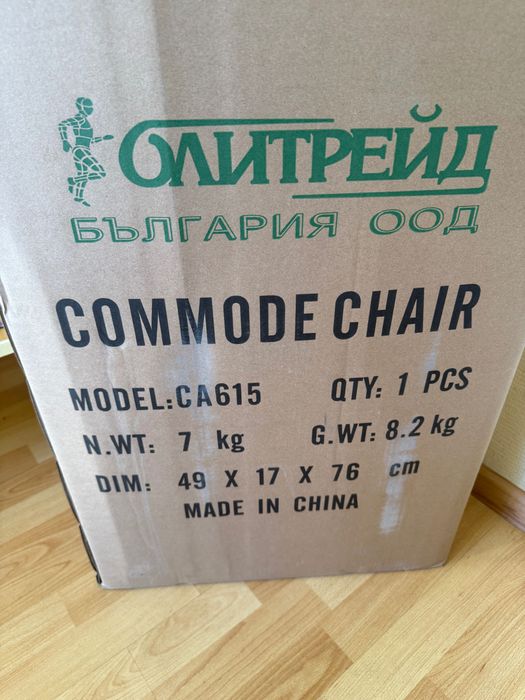 ОЛИТРЕЙД
БЪЛГАРИЯ ООД
COMMODE CHAIR
MODEL:CA615 QTY: 1 PCS
N.WT: 7 kg G.WT: 8.2 kg
DIM: 49 X 17 X 76 cm
MADE IN CHINA